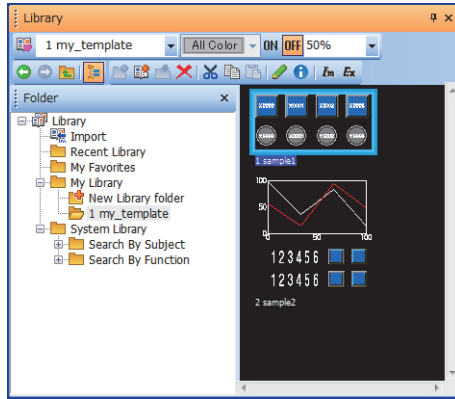 Library
1 my_template All Color ON OFF 50%
Im Ex
Folder
Library
Import
Recent Library
My Favorites
My Library
New Library folder
1 my_template
System Library
Search By Subject
Search By Function
1 sample1
100
50
0
50
100
123456
123456
2 sample2